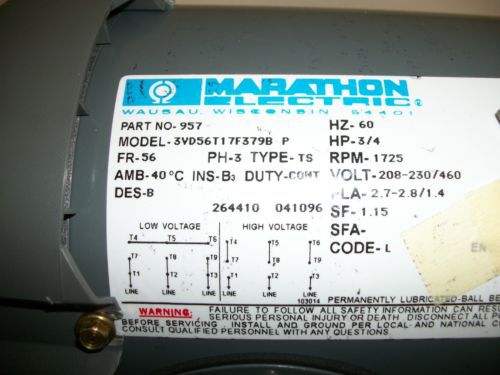 MARATHON
ELECTRIC®
WAUSAU, WISCONSIN 54401
PART NO-957
HZ-60
MODEL-3VD56T17F379B P
HP-3/4
FR-56 PH-3 TYPE-TS
RPM-1725
AMB-40°C INS-B3 DUTY-CONT
VOLT-208-230/460
DES-B
FLA-2.7-2.8/1.4
264410 041096
SF-1.15
SFA-
CODE-L
EN
LOW VOLTAGE HIGH VOLTAGE
T4 T5 T6 T4 T5 T6
T7 T8 T9 T7 T8 T9
T1 T2 T3 T1 T2 T3
LINE LINE LINE LINE LINE LINE
103014
PERMANENTLY LUBRICATED-BALL BE
WARNING: FAILURE TO FOLLOW ALL SAFETY INFORMATION CAN RESU
SERIOUS PERSONAL INJURY OR DEATH. DISCONNECT ALL
BEFORE SERVICING. INSTALL AND GROUND PER LOCAL AND NATIONAL C
WITH ANY QUESTIONS.